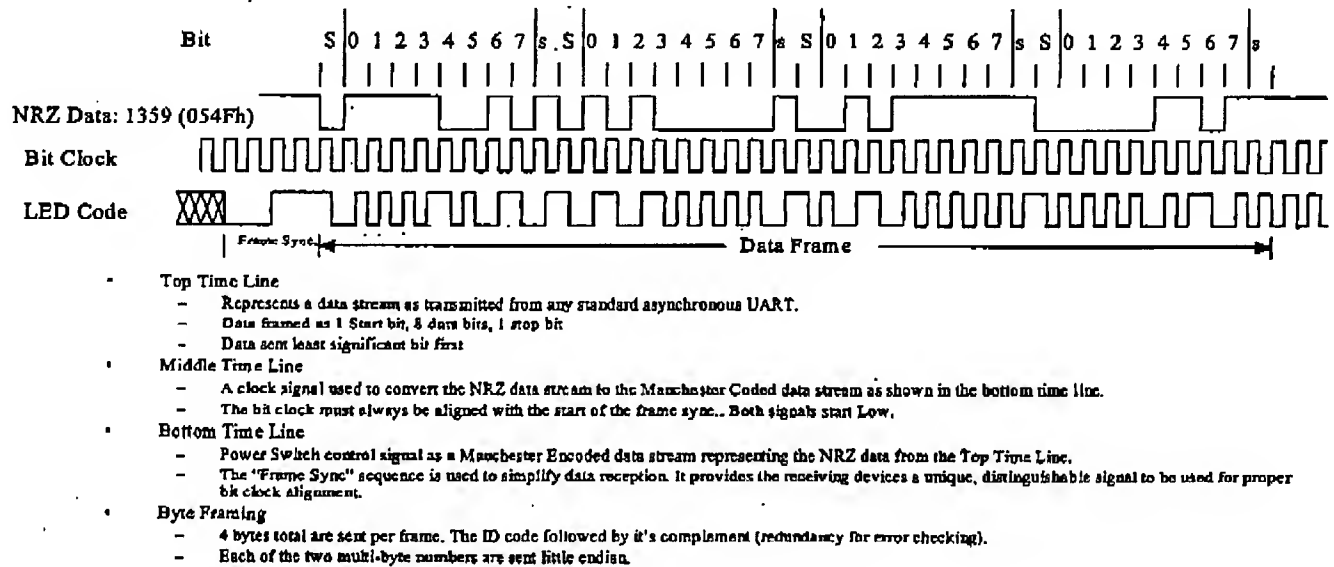 Bit S 0 1 2 3 4 5 6 7 s S 0 1 2 3 4 5 6 7 s S 0 1 2 3 4 5 6 7 s S 0 1 2 3 4 5 6 7 s
NRZ Data: 1359 (054Fh)
Bit Clock
LED Code
Frame Sync Data Frame
• Top Time Line
– Represents a data stream as transmitted from any standard asynchronous UART.
– Data framed as 1 Start bit, 8 data bits, 1 stop bit
– Data sent least significant bit first
• Middle Time Line
– A clock signal used to convert the NRZ data stream to the Manchester Coded data stream as shown in the bottom time line.
– The bit clock must always be aligned with the start of the frame sync.. Both signals start Low.
• Bottom Time Line
– Power Switch control signal as a Manchester Encoded data stream representing the NRZ data from the Top Time Line.
– The "Frame Sync" sequence is used to simplify data reception. It provides the receiving devices a unique, distinguishable signal to be used for proper
bit clock alignment.
• Byte Framing
– 4 bytes total are sent per frame. The ID code followed by it's complement (redundancy for error checking).
– Each of the two multi-byte numbers are sent little endian.